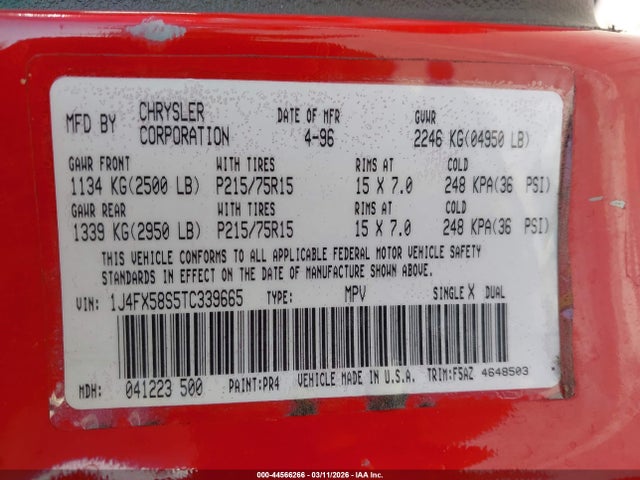 MFD BY CHRYSLER CORPORATION DATE OF MFR 4-96 GVWR 2246 KG(04950 LB)
GAWR FRONT WITH TIRES RIMS AT COLD
1134 KG(2500 LB) P215/75R15 15 X 7.0 248 KPA(36 PSI)
GAWR REAR WITH TIRES RIMS AT COLD
1339 KG(2950 LB) P215/75R15 15 X 7.0 248 KPA(36 PSI)
THIS VEHICLE CONFORMS TO ALL APPLICABLE FEDERAL MOTOR VEHICLE SAFETY
STANDARDS IN EFFECT ON THE DATE OF MANUFACTURE SHOWN ABOVE.
VIN: 1J4FX58S5TC339665 TYPE: MPV SINGLE X DUAL
MDH: 041223 500 PAINT:PR4 VEHICLE MADE IN U.S.A. TRIM:F5AZ 4648503
000-44566266 - 03/11/2026 - IAA Inc.